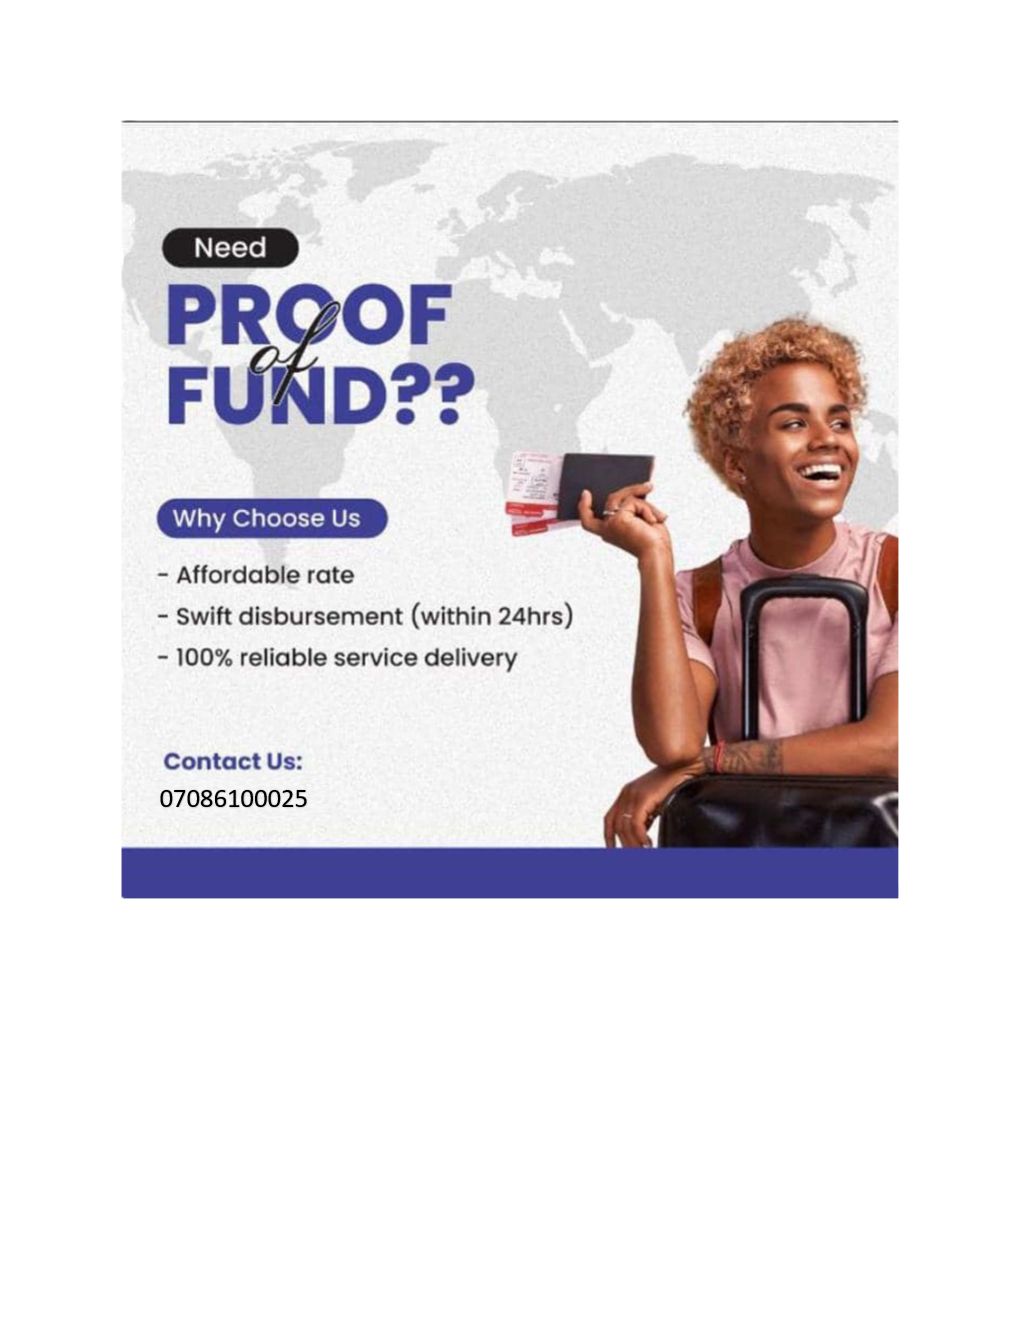 Need
PROOF
of
FUND??
Why Choose Us
- Affordable rate
- Swift disbursement (within 24hrs)
- 100% reliable service delivery
Contact Us:
07086100025